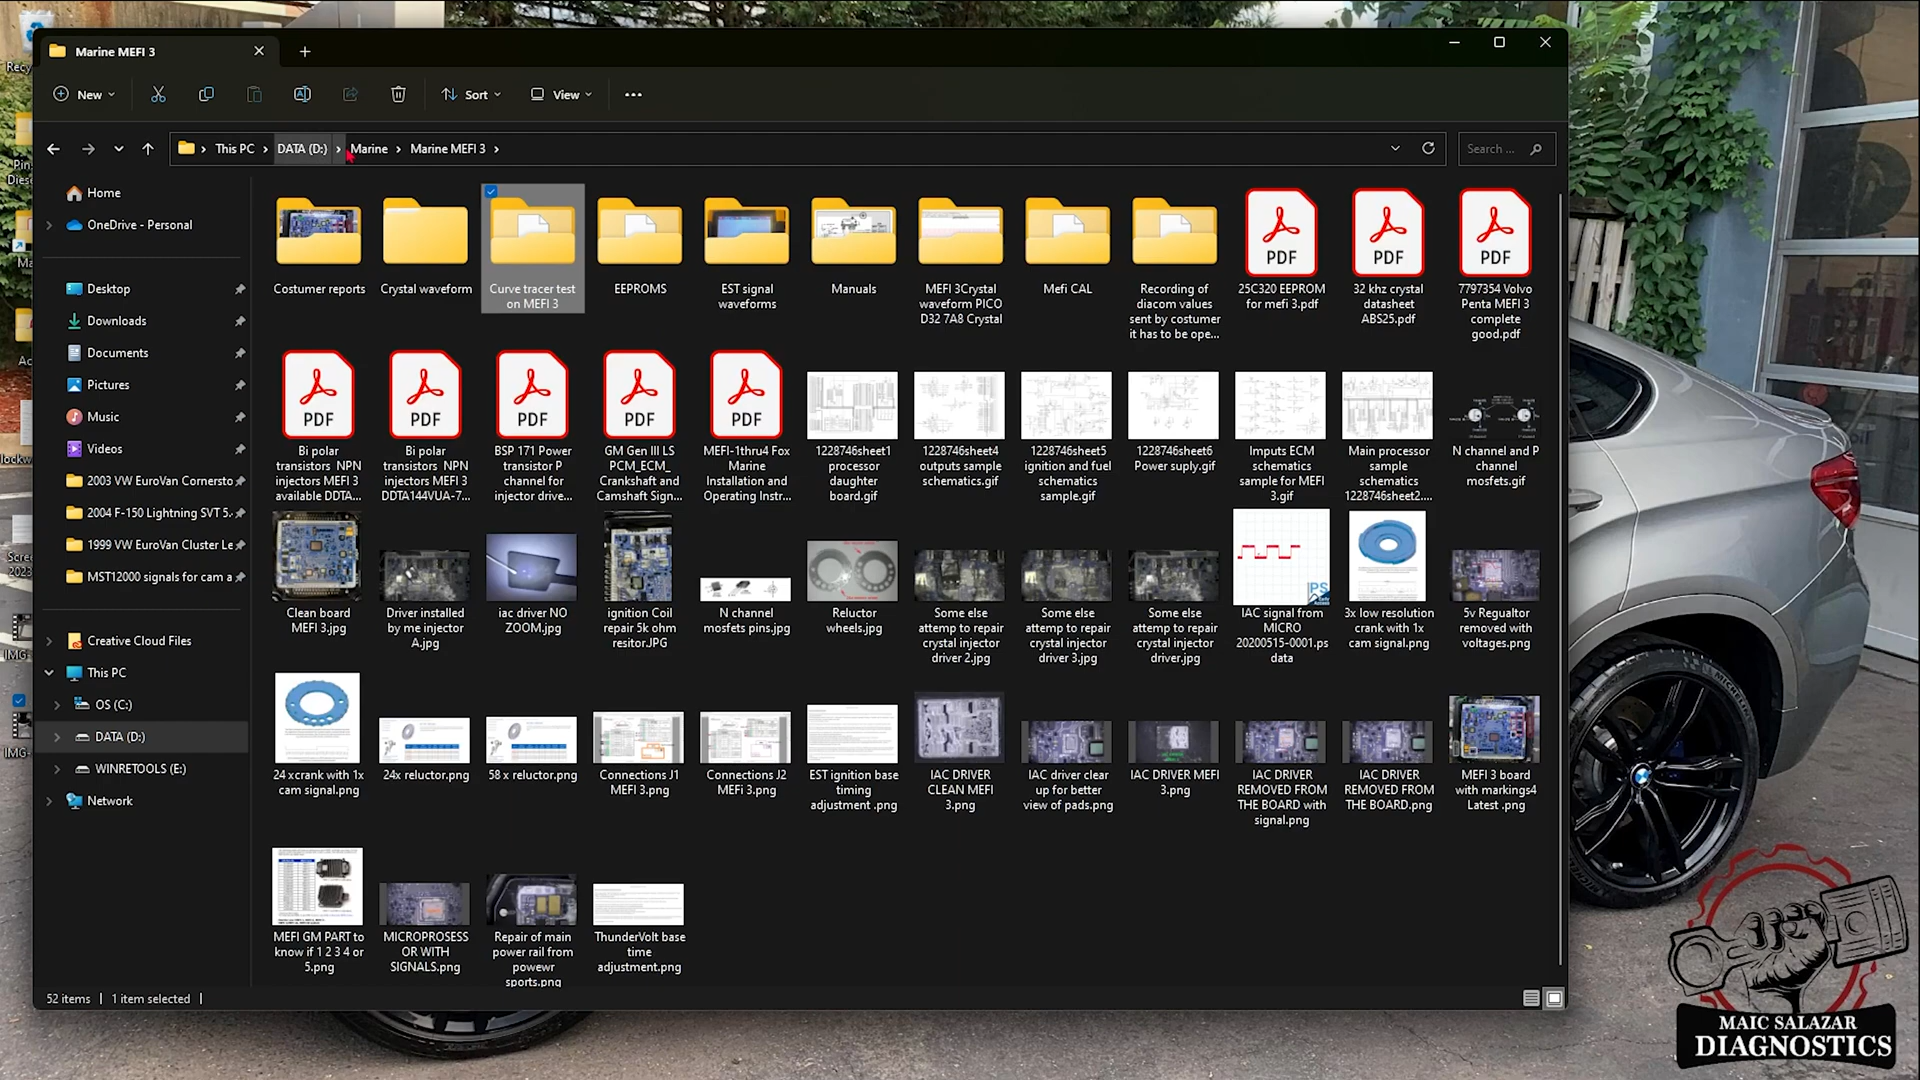 Marine MEFI 3
New
Sort
View
This PC
DATA (D:)
Marine
Marine MEFI 3
Search ...
Home
OneDrive - Personal
Desktop
Downloads
Documents
Pictures
Music
Videos
2003 VW EuroVan Cornersto
2004 F-150 Lightning SVT 5.
1999 VW EuroVan Cluster Le
MST12000 signals for cam a
Creative Cloud Files
This PC
OS (C:)
DATA (D:)
WINRETOOLS (E:)
Network
Costumer reports
Crystal waveform
Curve tracer test
on MEFI 3
EEPROMS
EST signal
waveforms
Manuals
MEFI 3Crystal
waveform PICO
D32 7A8 Crystal
Mefi CAL
Recording of
diacom values
sent by costumer
it has to be ope...
PDF
25C320 EEPROM
for mefi 3.pdf
PDF
32 khz crystal
datasheet
ABS25.pdf
PDF
7797354 Volvo
Penta MEFI 3
complete
good.pdf
PDF
Bi polar
transistors NPN
injectors MEFI 3
available DDTA...
PDF
Bi polar
transistors NPN
injectors MEFI 3
DDTA144VUA-7...
PDF
BSP 171 Power
transistor P
channel for
injector drive...
PDF
GM Gen III LS
PCM_ECM_
Crankshaft and
Camshaft Sign...
PDF
MEFI-1thru4 Fox
Marine
Installation and
Operating Instr...
1228746sheet1
processor
daughter
board.gif
1228746sheet4
outputs sample
schematics.gif
1228746sheet5
ignition and fuel
schematics
sample.gif
1228746sheet6
Power suply.gif
Imputs ECM
schematics
sample for MEFI
3.gif
Main processor
sample
schematics
1228746sheet2....
N channel and P
channel
mosfets.gif
Clean board
MEFI 3.jpg
Driver installed
by me injector
A.jpg
iac driver NO
ZOOM.jpg
ignition Coil
repair 5k ohm
resitor.JPG
N channel
mosfets pins.jpg
Reluctor
wheels.jpg
Some else
attemp to repair
crystal injector
driver 2.jpg
Some else
attemp to repair
crystal injector
driver 3.jpg
Some else
attemp to repair
crystal injector
driver.jpg
IAC signal from
MICRO
20200515-0001.ps
data
3x low resolution
crank with 1x
cam signal.png
5v Regualtor
removed with
voltages.png
24 xcrank with 1x
cam signal.png
24x reluctor.png
58 x reluctor.png
Connections J1
MEFI 3.png
Connections J2
MEFi 3.png
EST ignition base
timing
adjustment .png
IAC DRIVER
CLEAN MEFI
3.png
IAC driver clear
up for better
view of pads.png
IAC DRIVER MEFI
3.png
IAC DRIVER
REMOVED FROM
THE BOARD with
signal.png
IAC DRIVER
REMOVED FROM
THE BOARD.png
MEFI 3 board
with markings4
Latest .png
MEFI GM PART to
know if 1 2 3 4 or
5.png
MICROPROSESS
OR WITH
SIGNALS.png
Repair of main
power rail from
powewr
sports.png
ThunderVolt base
time
adjustment.png
52 items
1 item selected
MAIC SALAZAR
DIAGNOSTICS